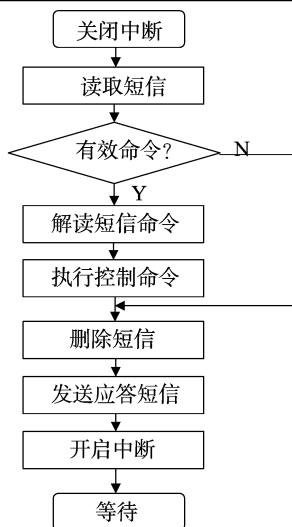 关闭中断
读取短信
有效命令?
N
Y
解读短信命令
执行控制命令
删除短信
发送应答短信
开启中断
等待